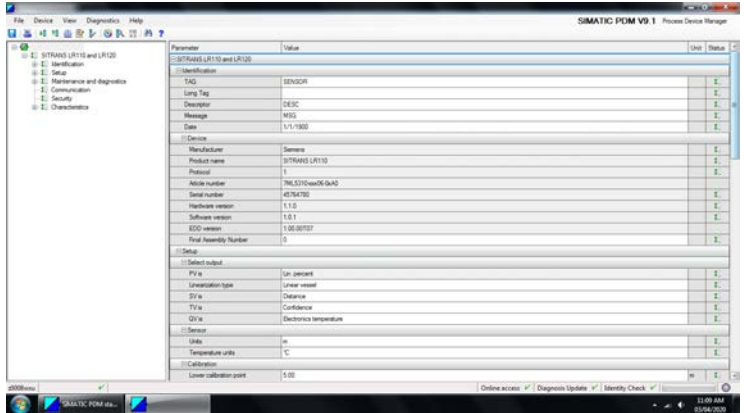 File Device View Diagnostics Help
SIMATIC PDM V9.1 Process Device Manager
SITRANS LR110 and LR120
Identification
Setup
Maintenance and diagnostics
Communication
Security
Characteristics
Parameter Value Unit Status
SITRANS LR110 and LR120
Identification
TAG SENSOR
Long Tag
Descriptor DESC
Message MSG
Date 1/1/1900
Device
Manufacturer Siemens
Product name SITRANS LR110
Protocol 1
Article number
Serial number 45764780
Hardware version 1.1.0
Software version 1.0.1
EDD version 1.00.00T07
Final Assembly Number 0
Setup
Select output
PV is Lin. percent
Linearization type Linear vessel
SV is Distance
TV is Confidence
QV is Electronics temperature
Sensor
Units m
Temperature units °C
Calibration
Lower calibration point 5.00 m
Online access Diagnosis Update Identity Check
SIMATIC PDM sta...
11:09 AM
03/04/2020